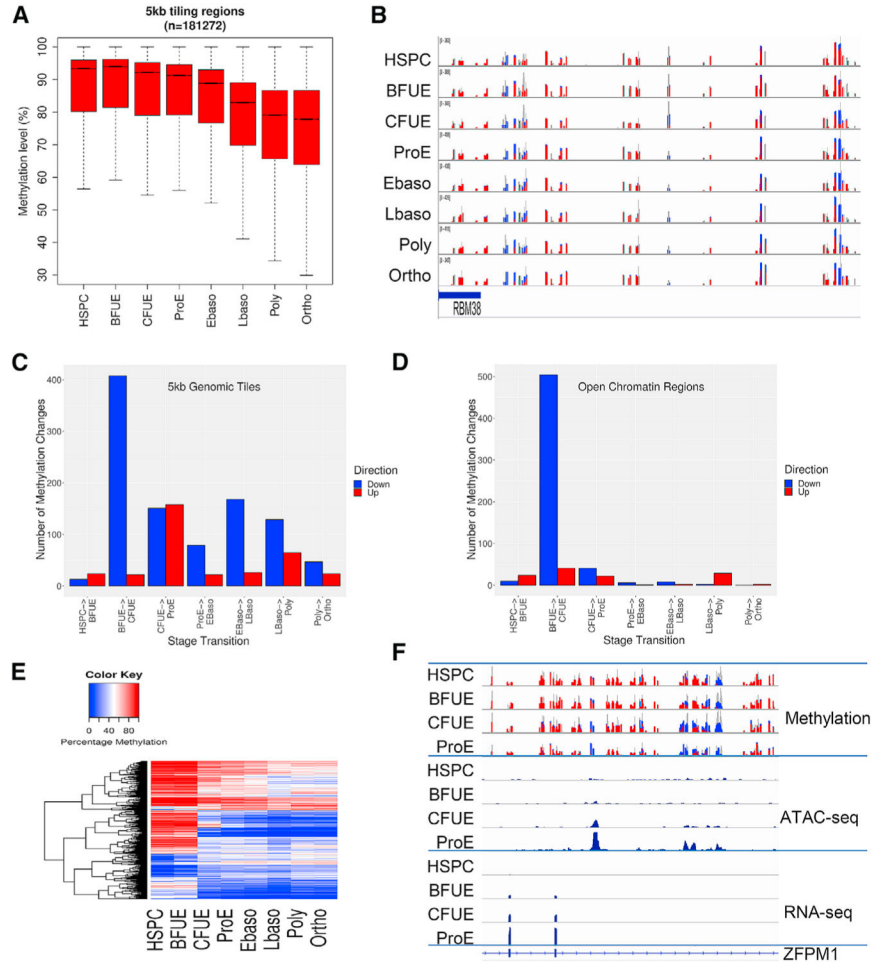 A
5kb tiling regions
(n=181272)
Methylation level (%)
100
90
80
70
60
50
40
30
HSPC
BFUE
CFUE
ProE
Ebaso
Lbaso
Poly
Ortho
B
HSPC
BFUE
CFUE
ProE
Ebaso
Lbaso
Poly
Ortho
RBM38
C
5kb Genomic Tiles
Number of Methylation Changes
400
300
200
100
0
HSPC->
BFUE
BFUE->
CFUE
CFUE->
ProE
ProE->
EBaso
EBaso->
LBaso
LBaso->
Poly
Poly->
Ortho
Stage Transition
Direction
Down
Up
D
Open Chromatin Regions
Number of Methylation Changes
500
400
300
200
100
0
HSPC->
BFUE
BFUE->
CFUE
CFUE->
ProE
ProE->
EBaso
EBaso->
LBaso
LBaso->
Poly
Poly->
Ortho
Stage Transition
Direction
Down
Up
E
Color Key
0 40 80
Percentage Methylation
HSPC
BFUE
CFUE
ProE
Ebaso
Lbaso
Poly
Ortho
F
HSPC
BFUE
CFUE
ProE
Methylation
HSPC
BFUE
CFUE
ProE
ATAC-seq
HSPC
BFUE
CFUE
ProE
RNA-seq
ZFPM1